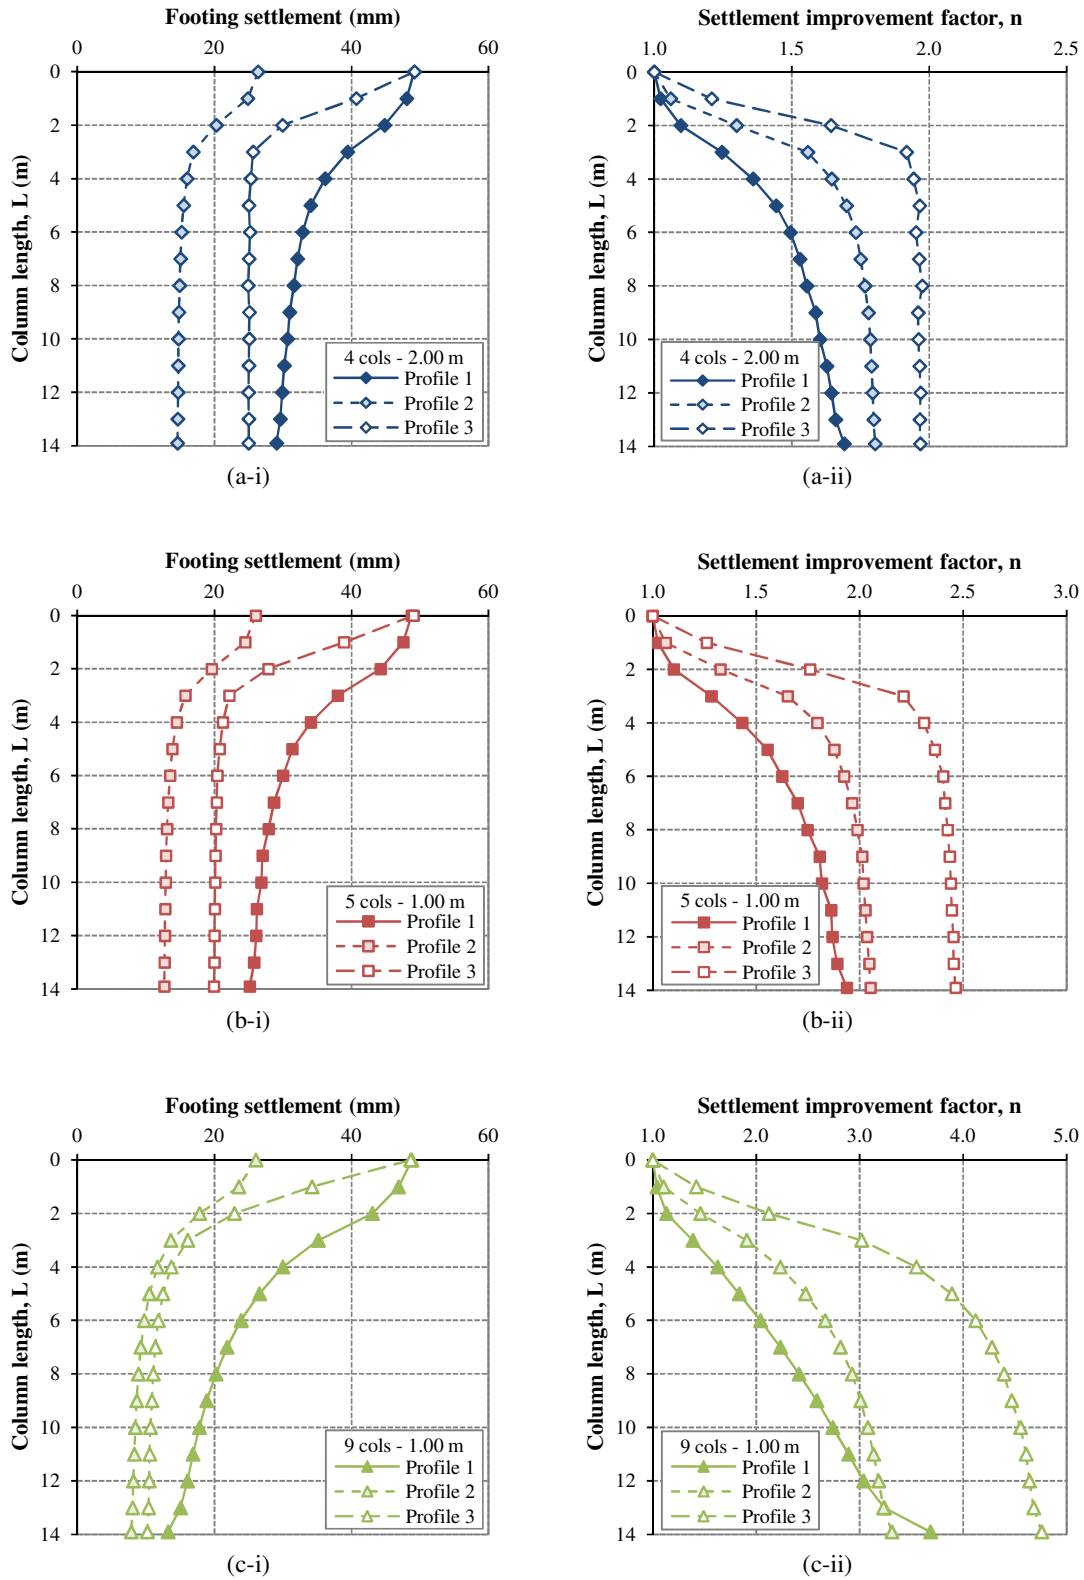 Footing settlement (mm)
0 20 40 60
Column length, L (m)
0
2
4
6
8
10
12
14
4 cols - 2.00 m
Profile 1
Profile 2
Profile 3
(a-i)
Settlement improvement factor, n
1.0 1.5 2.0 2.5
Column length, L (m)
0
2
4
6
8
10
12
14
4 cols - 2.00 m
Profile 1
Profile 2
Profile 3
(a-ii)
Footing settlement (mm)
0 20 40 60
Column length, L (m)
0
2
4
6
8
10
12
14
5 cols - 1.00 m
Profile 1
Profile 2
Profile 3
(b-i)
Settlement improvement factor, n
1.0 1.5 2.0 2.5 3.0
Column length, L (m)
0
2
4
6
8
10
12
14
5 cols - 1.00 m
Profile 1
Profile 2
Profile 3
(b-ii)
Footing settlement (mm)
0 20 40 60
Column length, L (m)
0
2
4
6
8
10
12
14
9 cols - 1.00 m
Profile 1
Profile 2
Profile 3
(c-i)
Settlement improvement factor, n
1.0 2.0 3.0 4.0 5.0
Column length, L (m)
0
2
4
6
8
10
12
14
9 cols - 1.00 m
Profile 1
Profile 2
Profile 3
(c-ii)